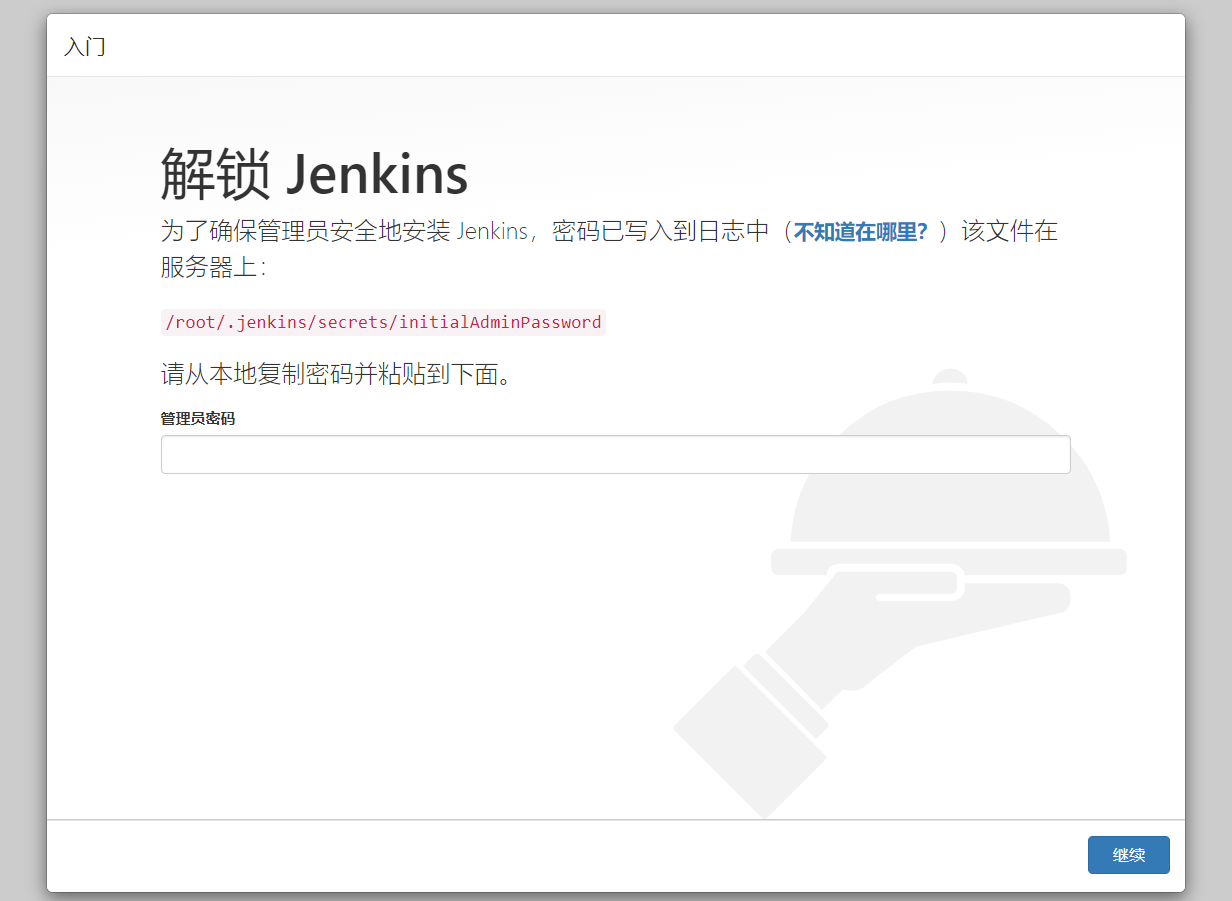 入门
解锁 Jenkins
为了确保管理员安全地安装 Jenkins，密码已写入到日志中（不知道在哪里？）该文件在
服务器上：
/root/.jenkins/secrets/initialAdminPassword
请从本地复制密码并粘贴到下面。
管理员密码
继续